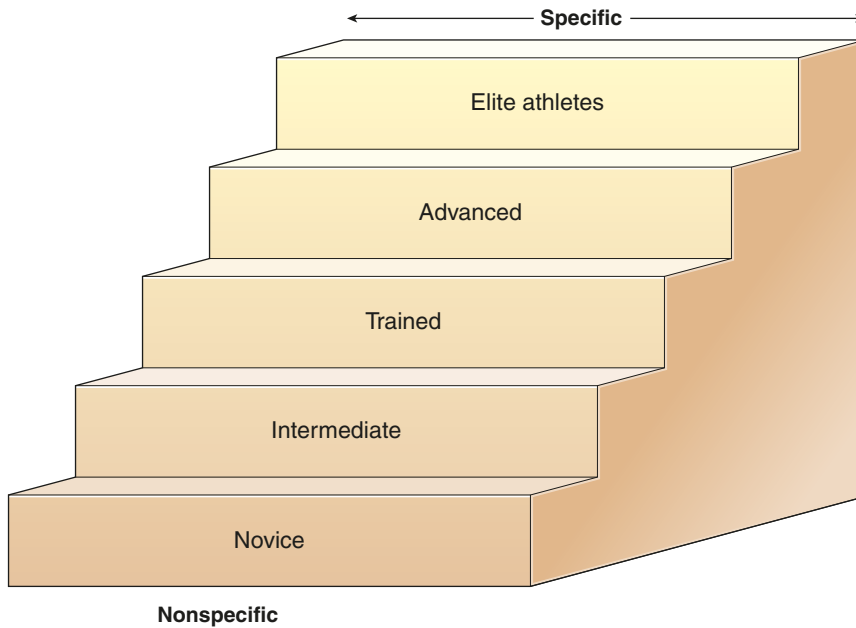 Specific
Elite athletes
Advanced
Trained
Intermediate
Novice
Nonspecific